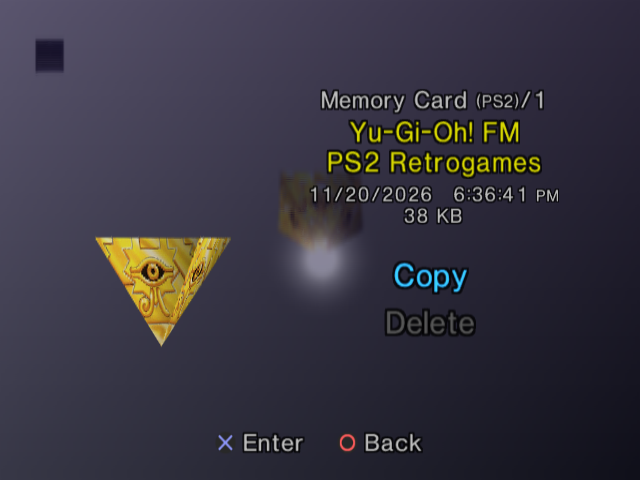 Memory Card (PS2)/1
Yu-Gi-Oh! FM
PS2 Retrogames
11/20/2026 6:36:41 PM
38 KB
Copy
Delete
Enter Back